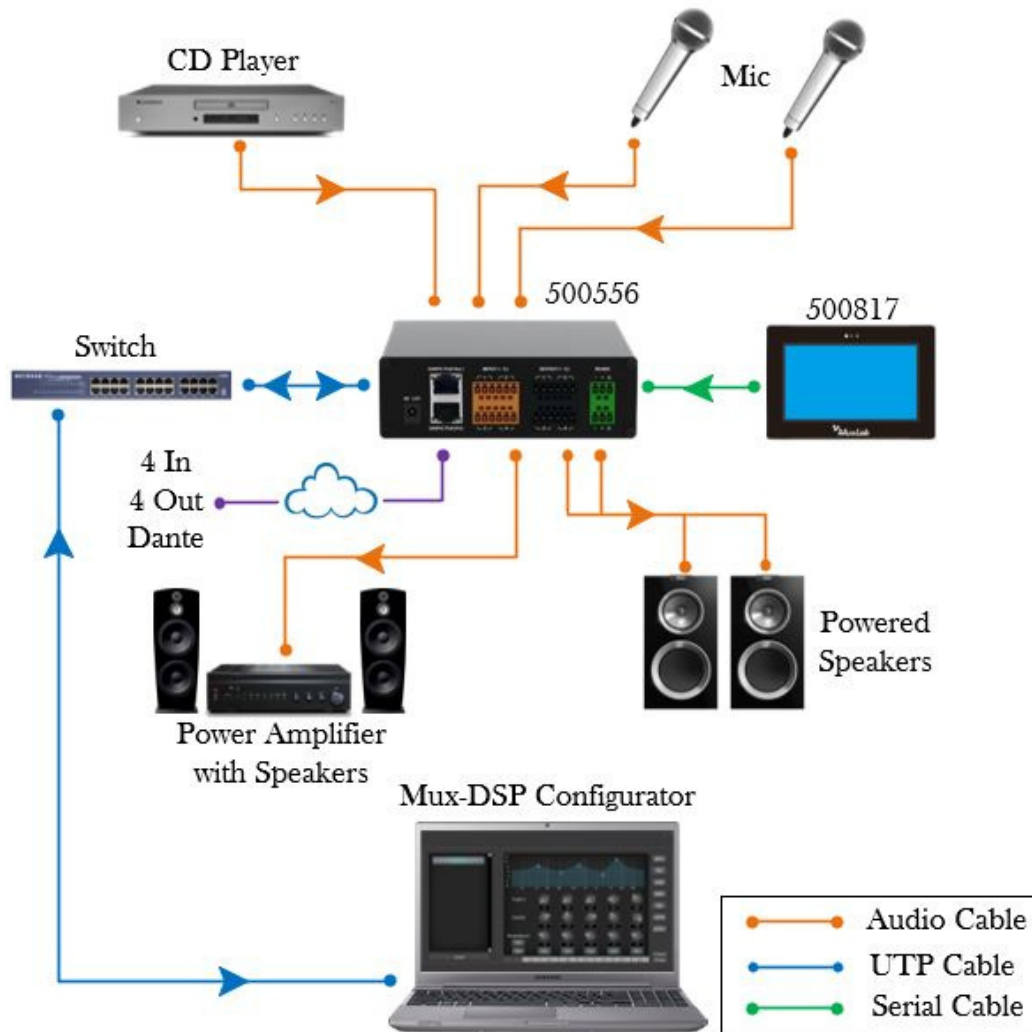 CD Player
Mic
500556
500817
Switch
MuxLab
4 In
4 Out
Dante
Powered
Speakers
Power Amplifier
with Speakers
Mux-DSP Configurator
Audio Cable
UTP Cable
Serial Cable